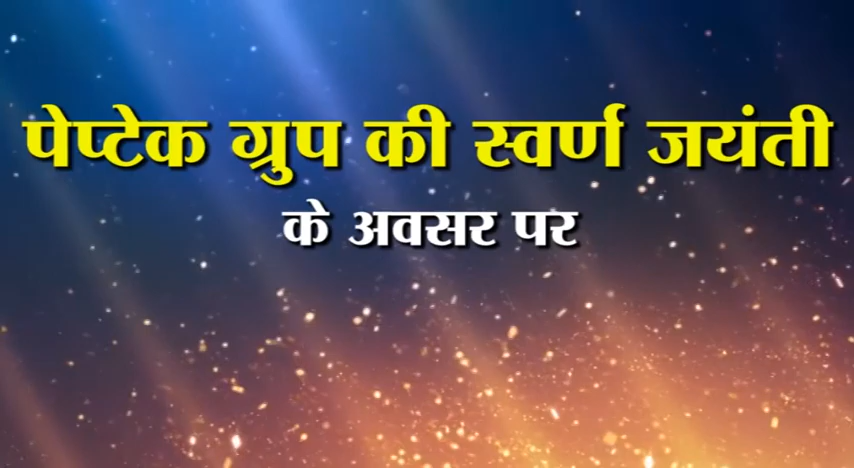 पेप्टेक ग्रुप की स्वर्ण जयंती
के अवसर पर